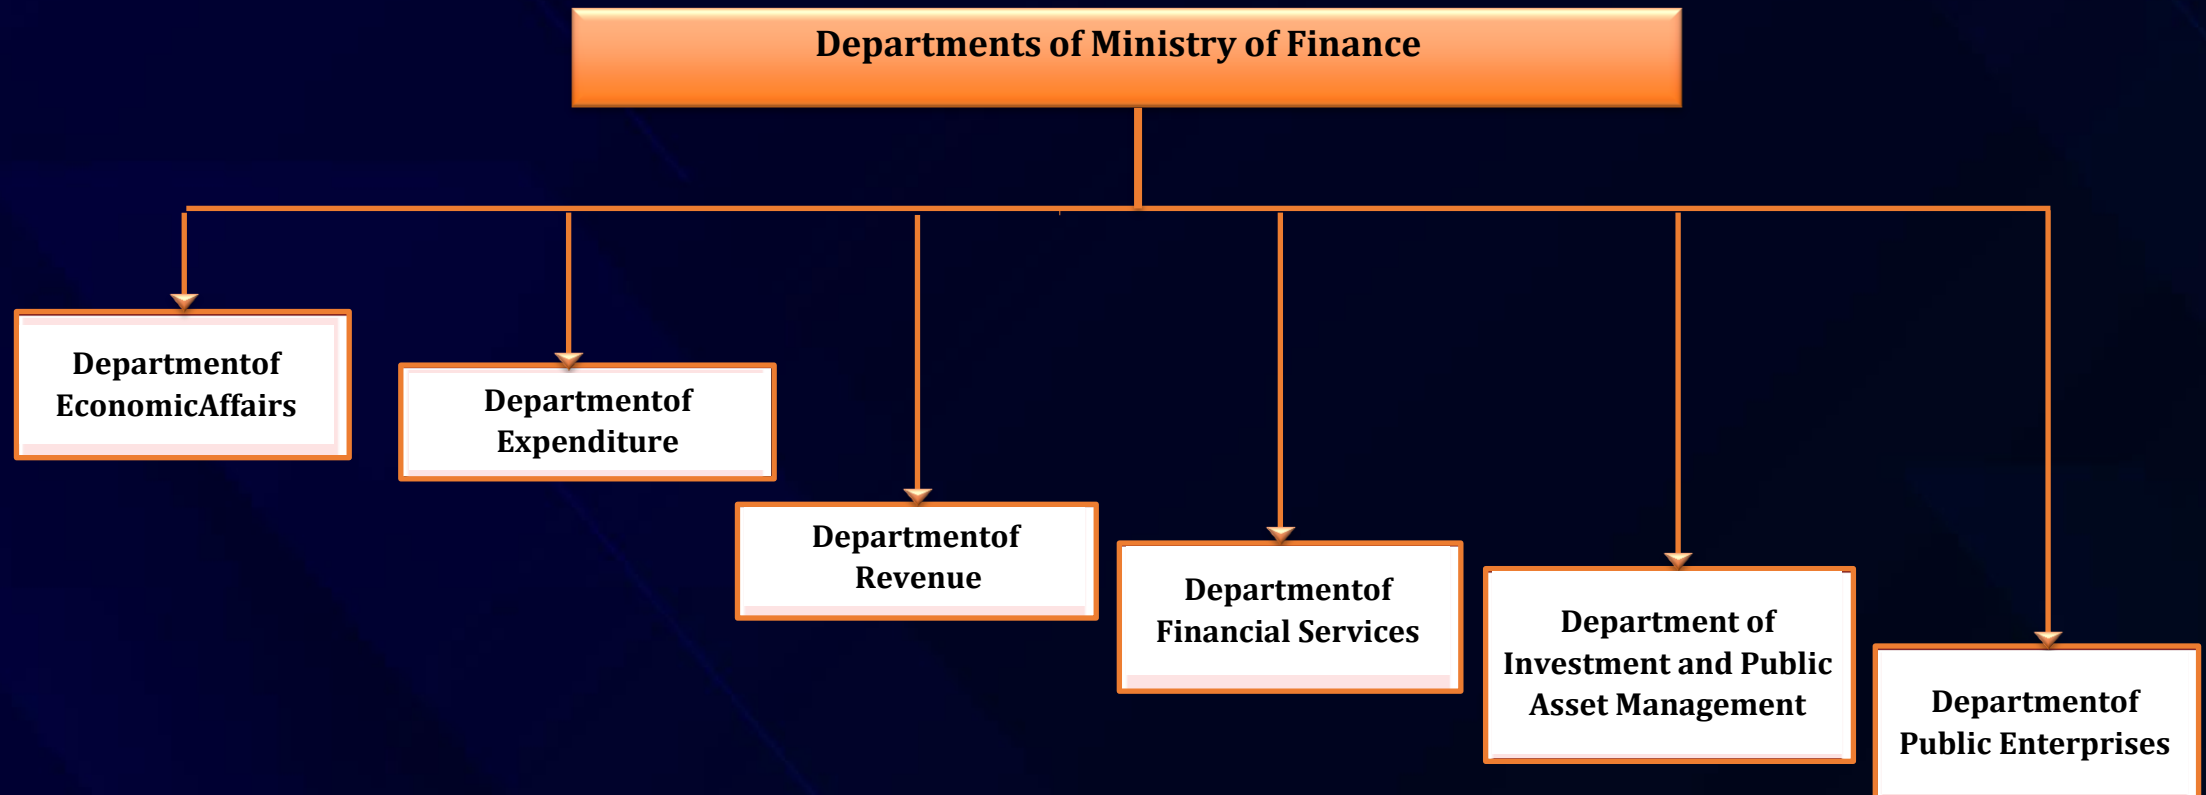 Departments of Ministry of Finance
Departmentof
EconomicAffairs
Departmentof
Expenditure
Departmentof
Revenue
Departmentof
Financial Services
Department of
Investment and Public
Asset Management
Departmentof
Public Enterprises